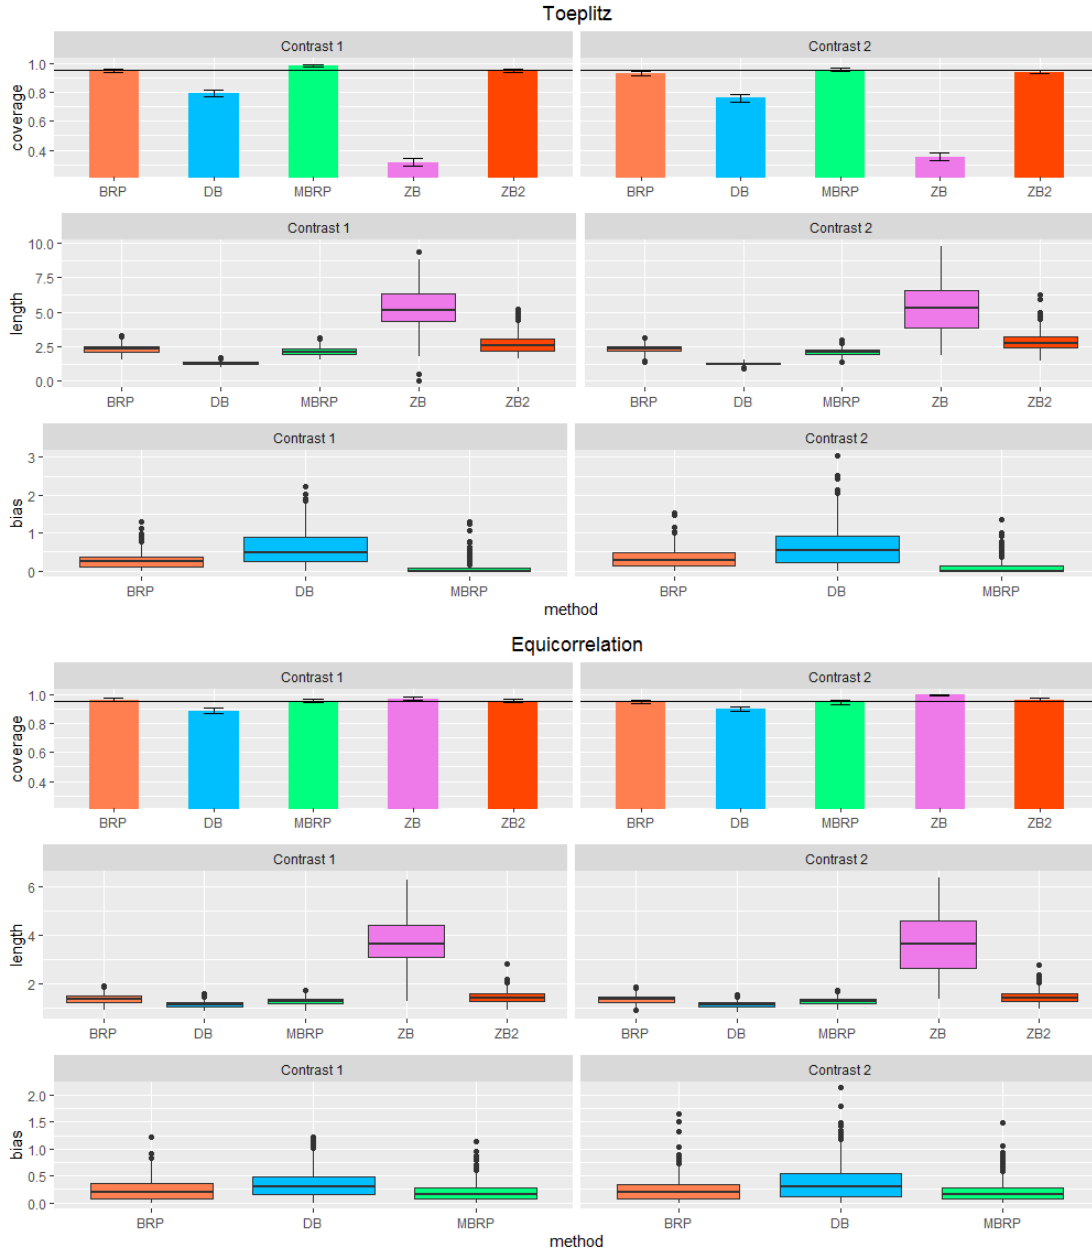 Toeplitz
Contrast 1 Contrast 2
coverage
1.0
0.8
0.6
0.4
BRP DB MBRP ZB ZB2 BRP DB MBRP ZB ZB2
Contrast 1 Contrast 2
length
10.0
7.5
5.0
2.5
0.0
BRP DB MBRP ZB ZB2 BRP DB MBRP ZB ZB2
Contrast 1 Contrast 2
bias
3
2
1
0
BRP DB MBRP BRP DB MBRP
method
Equicorrelation
Contrast 1 Contrast 2
coverage
1.0
0.8
0.6
0.4
BRP DB MBRP ZB ZB2 BRP DB MBRP ZB ZB2
Contrast 1 Contrast 2
length
6
4
2
BRP DB MBRP ZB ZB2 BRP DB MBRP ZB ZB2
Contrast 1 Contrast 2
bias
2.0
1.5
1.0
0.5
0.0
BRP DB MBRP BRP DB MBRP
method